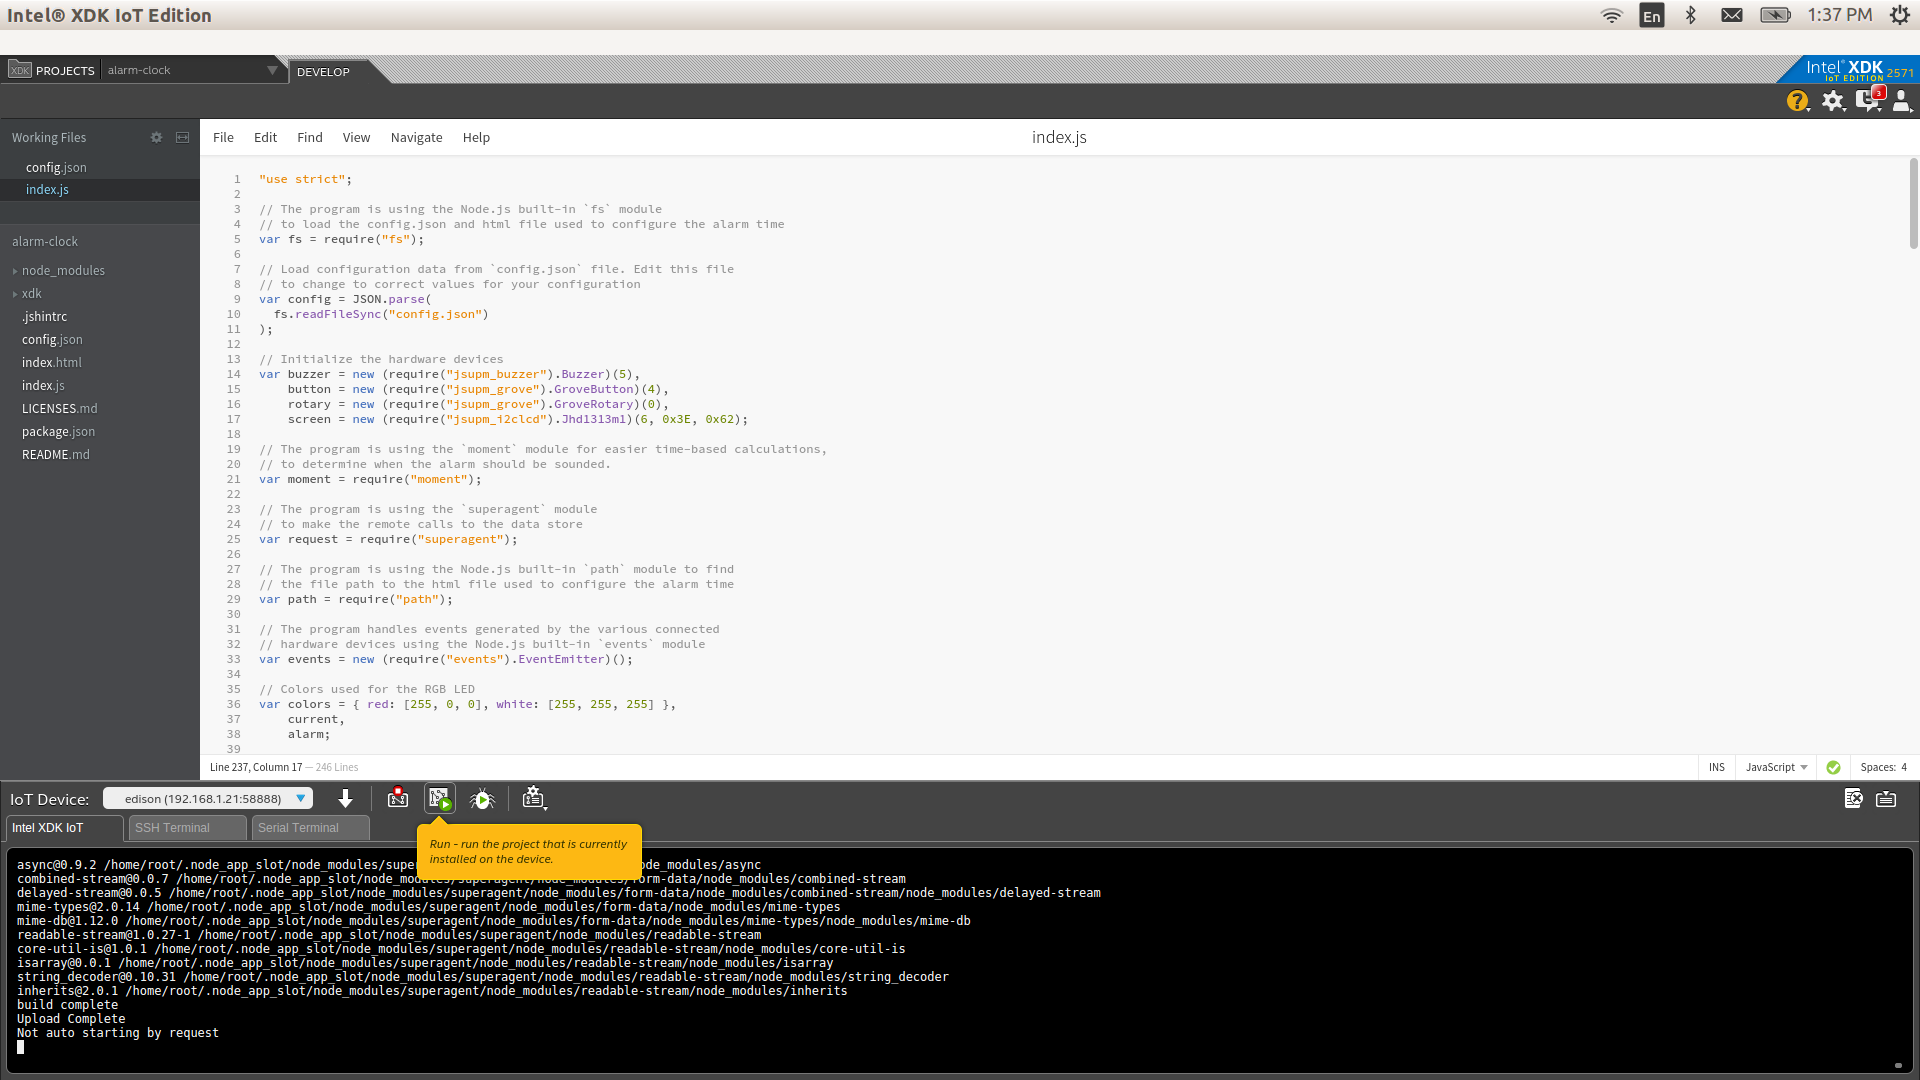 Intel® XDK IoT Edition
En
1:37 PM
XDK PROJECTS alarm-clock
DEVELOP
Intel® XDK
IoT EDITION 2571
?
3
Working Files
config.json
index.js
alarm-clock
node_modules
xdk
.jshintrc
config.json
index.html
index.js
LICENSES.md
package.json
README.md
File Edit Find View Navigate Help
index.js
1 "use strict";
2
3 // The program is using the Node.js built-in `fs` module
4 // to load the config.json and html file used to configure the alarm time
5 var fs = require("fs");
6
7 // Load configuration data from `config.json` file. Edit this file
8 // to change to correct values for your configuration
9 var config = JSON.parse(
10   fs.readFileSync("config.json")
11 );
12
13 // Initialize the hardware devices
14 var buzzer = new (require("jsupm_buzzer").Buzzer)(5),
15     button = new (require("jsupm_grove").GroveButton)(4),
16     rotary = new (require("jsupm_grove").GroveRotary)(0),
17     screen = new (require("jsupm_i2clcd").Jhd1313m1)(6, 0x3E, 0x62);
18
19 // The program is using the `moment` module for easier time-based calculations,
20 // to determine when the alarm should be sounded.
21 var moment = require("moment");
22
23 // The program is using the `superagent` module
24 // to make the remote calls to the data store
25 var request = require("superagent");
26
27 // The program is using the Node.js built-in `path` module to find
28 // the file path to the html file used to configure the alarm time
29 var path = require("path");
30
31 // The program handles events generated by the various connected
32 // hardware devices using the Node.js built-in `events` module
33 var events = new (require("events").EventEmitter)();
34
35 // Colors used for the RGB LED
36 var colors = { red: [255, 0, 0], white: [255, 255, 255] },
37     current,
38     alarm;
39
Line 237, Column 17 — 246 Lines
INS JavaScript Spaces: 4
IoT Device: edison (192.168.1.21:58888)
Intel XDK IoT SSH Terminal Serial Terminal
Run - run the project that is currently
installed on the device.
async@0.9.2 /home/root/.node_app_slot/node_modules/super ode_modules/async
combined-stream@0.0.7 /home/root/.node_app_slot/node_modules/superagent/node_modules/form-data/node_modules/combined-stream
delayed-stream@0.0.5 /home/root/.node_app_slot/node_modules/superagent/node_modules/form-data/node_modules/combined-stream/node_modules/delayed-stream
mime-types@2.0.14 /home/root/.node_app_slot/node_modules/superagent/node_modules/form-data/node_modules/mime-types
mime-db@1.12.0 /home/root/.node_app_slot/node_modules/superagent/node_modules/form-data/node_modules/mime-types/node_modules/mime-db
readable-stream@1.0.27-1 /home/root/.node_app_slot/node_modules/superagent/node_modules/readable-stream
core-util-is@1.0.1 /home/root/.node_app_slot/node_modules/superagent/node_modules/readable-stream/node_modules/core-util-is
isarray@0.0.1 /home/root/.node_app_slot/node_modules/superagent/node_modules/readable-stream/node_modules/isarray
string_decoder@0.10.31 /home/root/.node_app_slot/node_modules/superagent/node_modules/readable-stream/node_modules/string_decoder
inherits@2.0.1 /home/root/.node_app_slot/node_modules/superagent/node_modules/readable-stream/node_modules/inherits
build complete
Upload Complete
Not auto starting by request